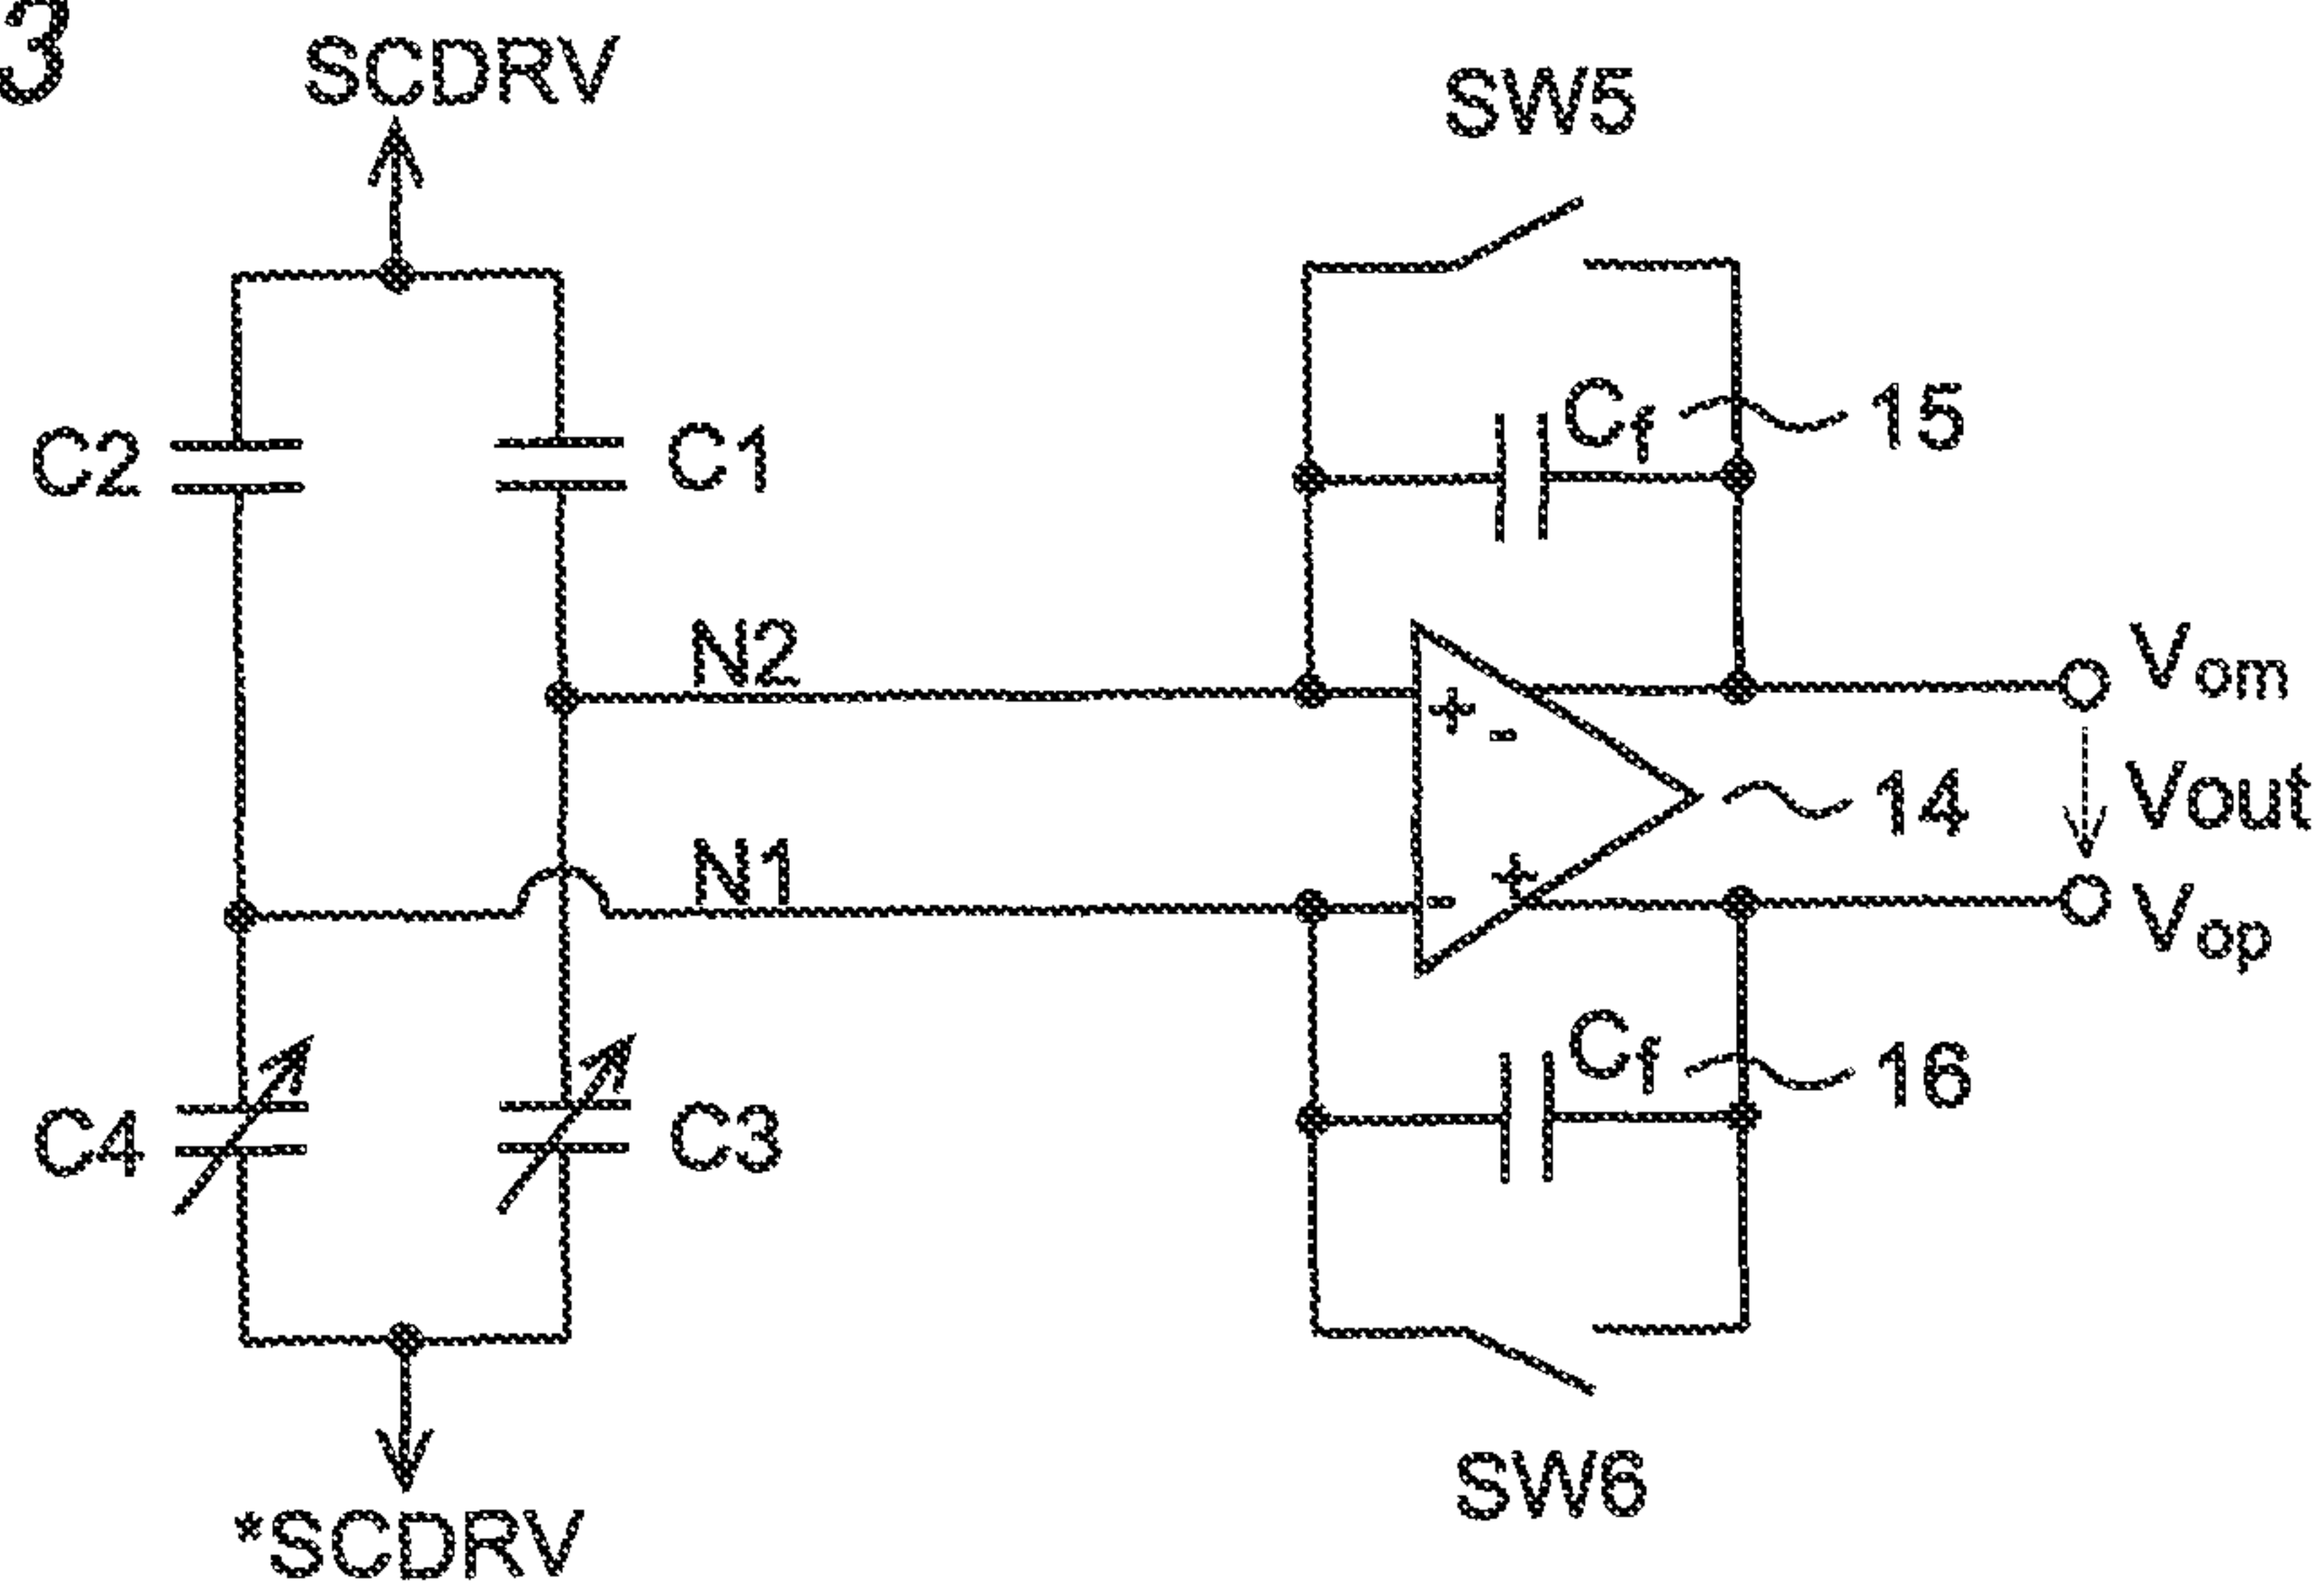 3
SCDRV
SW5
C2
C1
Cf
15
N2
+
-
Vom
Vout
14
N1
-
+
Vop
C4
C3
Cf
16
SW6
*SCDRV